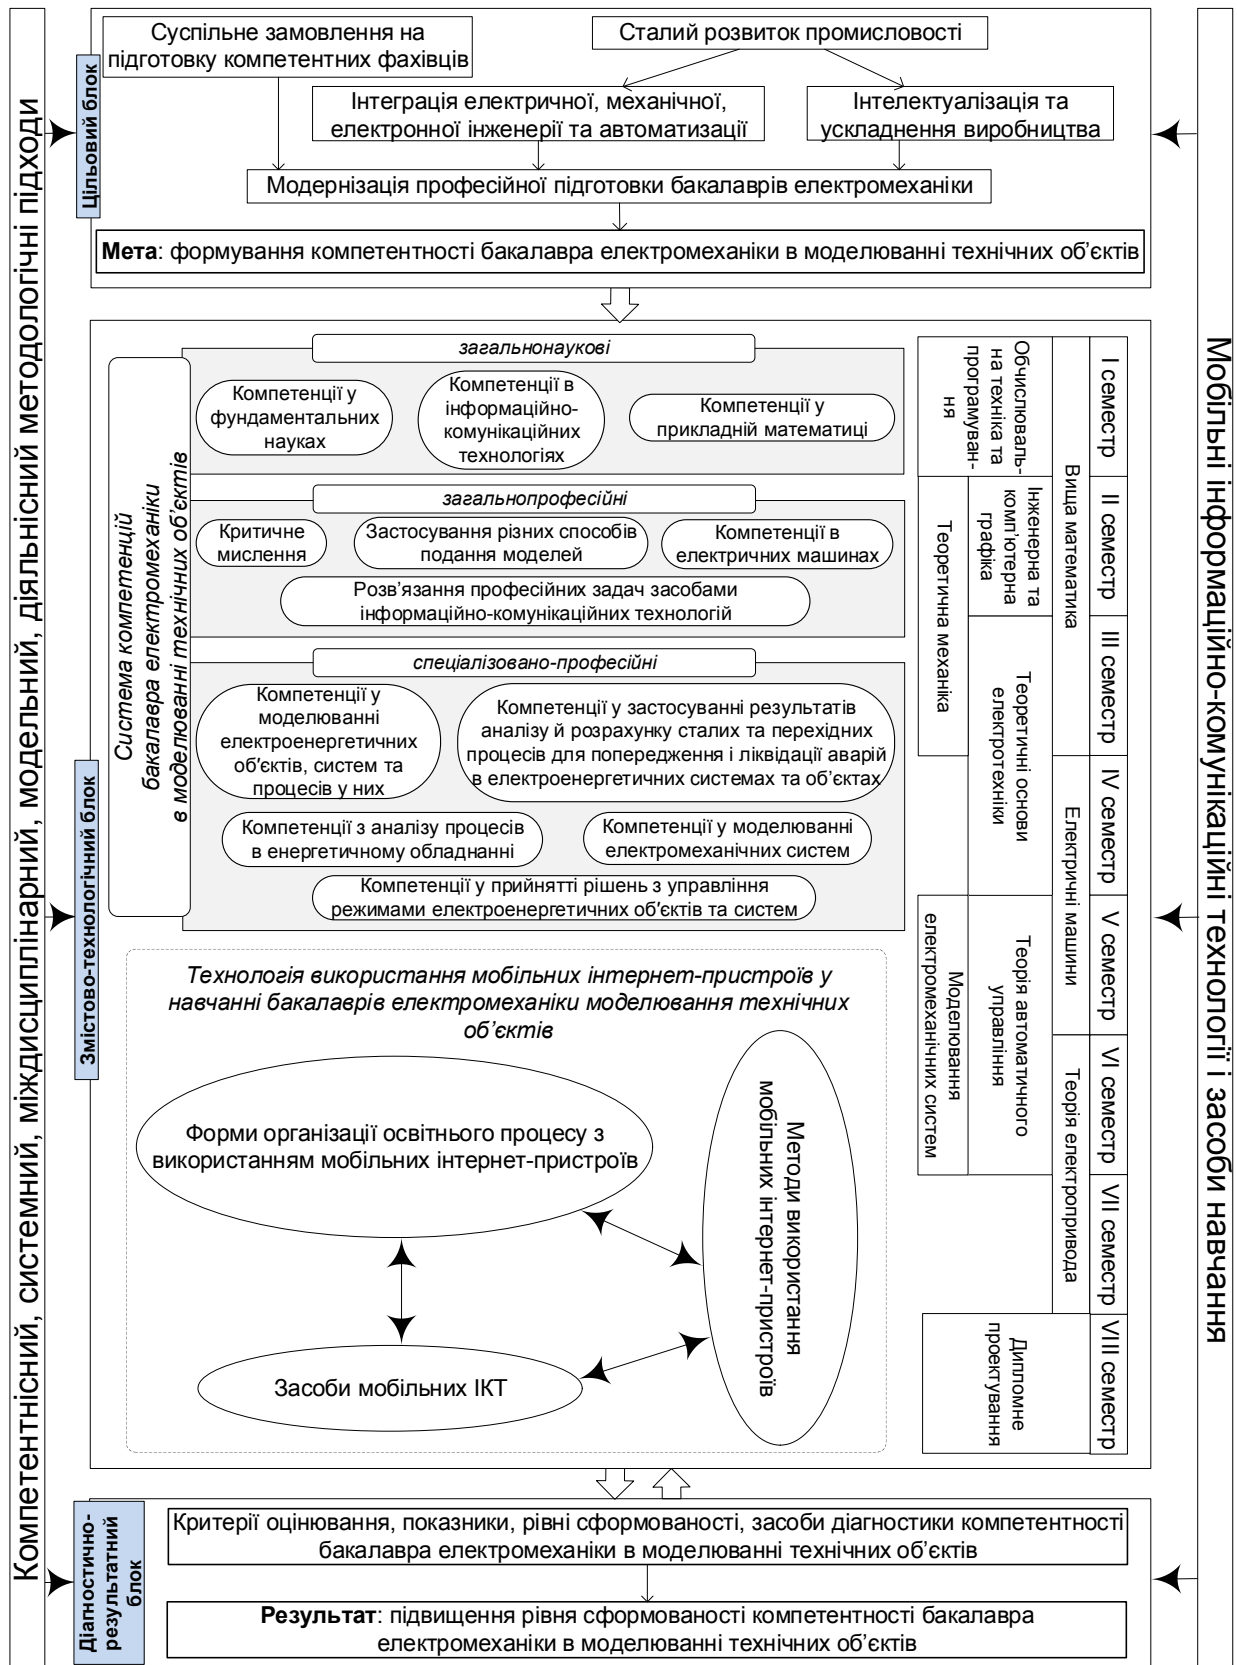 Компетентнісний, системний, міждисциплінарний, модельний, діяльнісний методологічні підходи
Цільовий блок
Суспільне замовлення на
підготовку компетентних фахівців
Сталий розвиток промисловості
Інтеграція електричної, механічної,
електронної інженерії та автоматизації
Інтелектуалізація та
ускладнення виробництва
Модернізація професійної підготовки бакалаврів електромеханіки
Мета: формування компетентності бакалавра електромеханіки в моделюванні технічних об’єктів
Змістово-технологічний блок
Система компетенцій
бакалавра електромеханіки
в моделюванні технічних об’єктів
загальнонаукові
Компетенції у
фундаментальних
науках
Компетенції в
інформаційно-
комунікаційних
технологіях
Компетенції у
прикладній математиці
загальнопрофесійні
Критичне
мислення
Застосування різних способів
подання моделей
Компетенції в
електричних машинах
Розв’язання професійних задач засобами
інформаційно-комунікаційних технологій
спеціалізовано-професійні
Компетенції у
моделюванні
електроенергетичних
об’єктів, систем та
процесів у них
Компетенції у застосуванні результатів
аналізу й розрахунку сталих та перехідних
процесів для попередження і ліквідації аварій
в електроенергетичних системах та об’єктах
Компетенції з аналізу процесів
в енергетичному обладнанні
Компетенції у моделюванні
електромеханічних систем
Компетенції у прийнятті рішень з управління
режимами електроенергетичних об’єктів та систем
Технологія використання мобільних інтернет-пристроїв у
навчанні бакалаврів електромеханіки моделювання технічних
об’єктів
Форми організації освітнього процесу з
використанням мобільних інтернет-пристроїв
Методи використання
мобільних інтернет-пристроїв
Засоби мобільних ІКТ
I семестр
II семестр
III семестр
IV семестр
V семестр
VI семестр
VII семестр
VIII семестр
Вища математика
Електричні машини
Теорія електропривода
Обчислюваль-
на техніка та
програмуван-
ня
Інженерна та
комп’ютерна
графіка
Теоретична механіка
Теоретичні основи
електротехніки
Теорія автоматичного
управління
Моделювання
електромеханічних систем
Дипломне
проектування
Діагностично-
результатний
блок
Критерії оцінювання, показники, рівні сформованості, засоби діагностики компетентності
бакалавра електромеханіки в моделюванні технічних об’єктів
Результат: підвищення рівня сформованості компетентності бакалавра
електромеханіки в моделюванні технічних об’єктів
Мобільні інформаційно-комунікаційні технології і засоби навчання